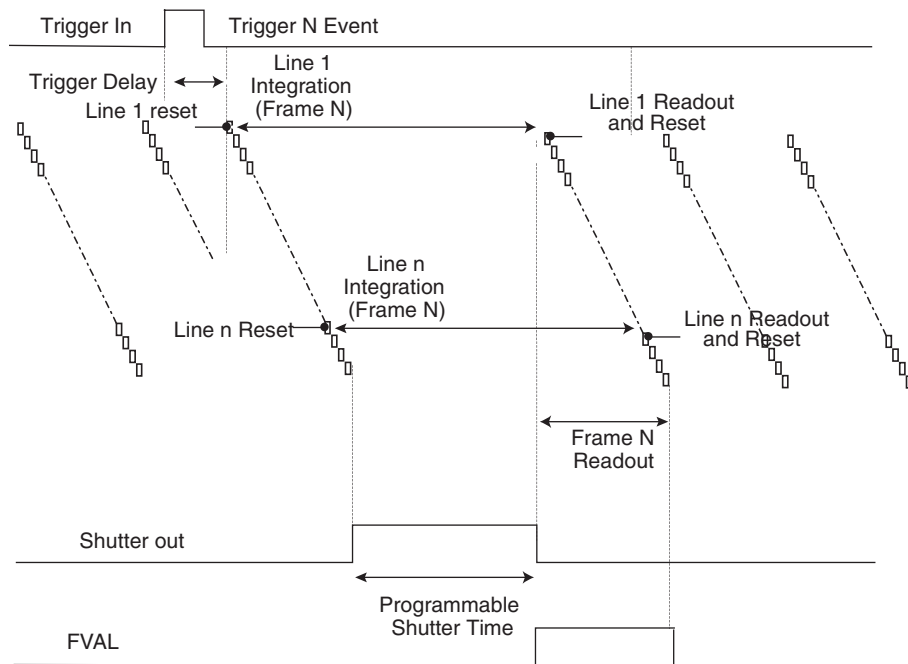 Trigger In
Trigger N Event
Trigger Delay
Line 1
Integration
(Frame N)
Line 1 reset
Line 1 Readout
and Reset
Line n
Integration
(Frame N)
Line n Reset
Line n Readout
and Reset
Frame N
Readout
Shutter out
Programmable
Shutter Time
FVAL